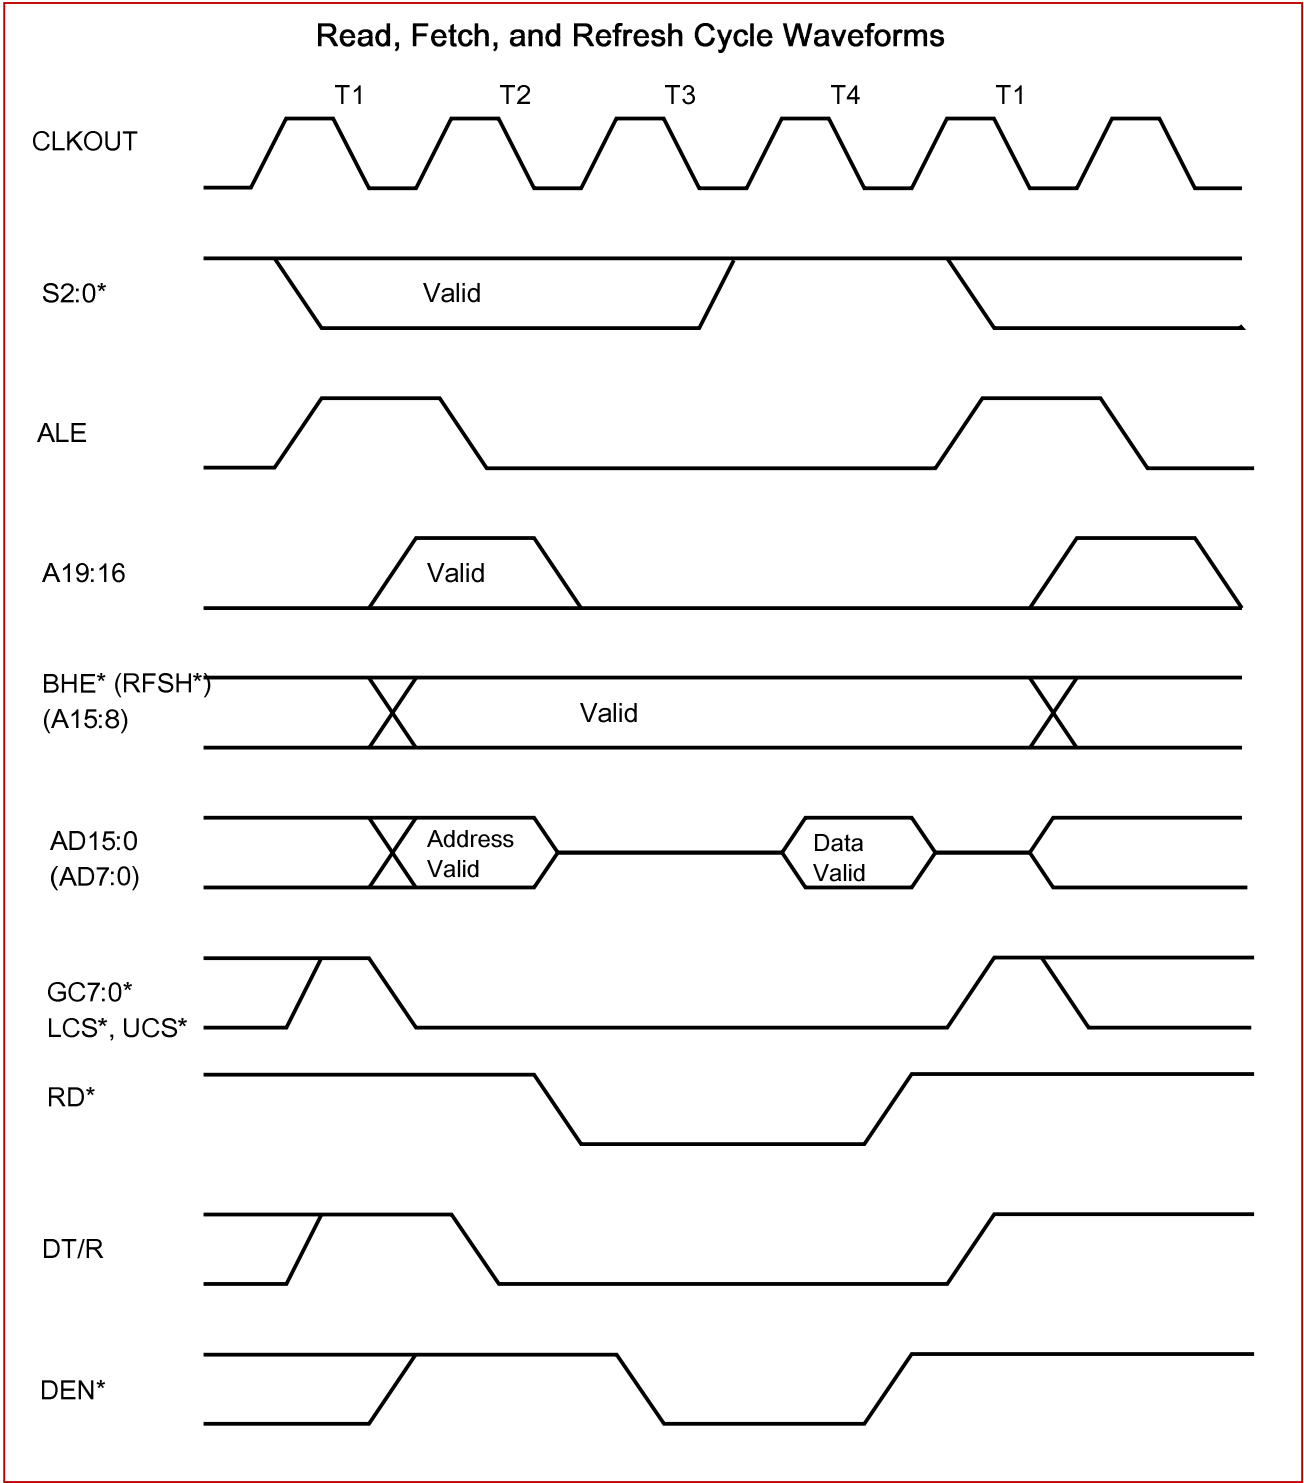 Read, Fetch, and Refresh Cycle Waveforms
T1 T2 T3 T4 T1
CLKOUT
S2:0*
Valid
ALE
A19:16
Valid
BHE* (RFSH*)
(A15:8)
Valid
AD15:0
(AD7:0)
Address
Valid
Data
Valid
GC7:0*
LCS*, UCS*
RD*
DT/R
DEN*